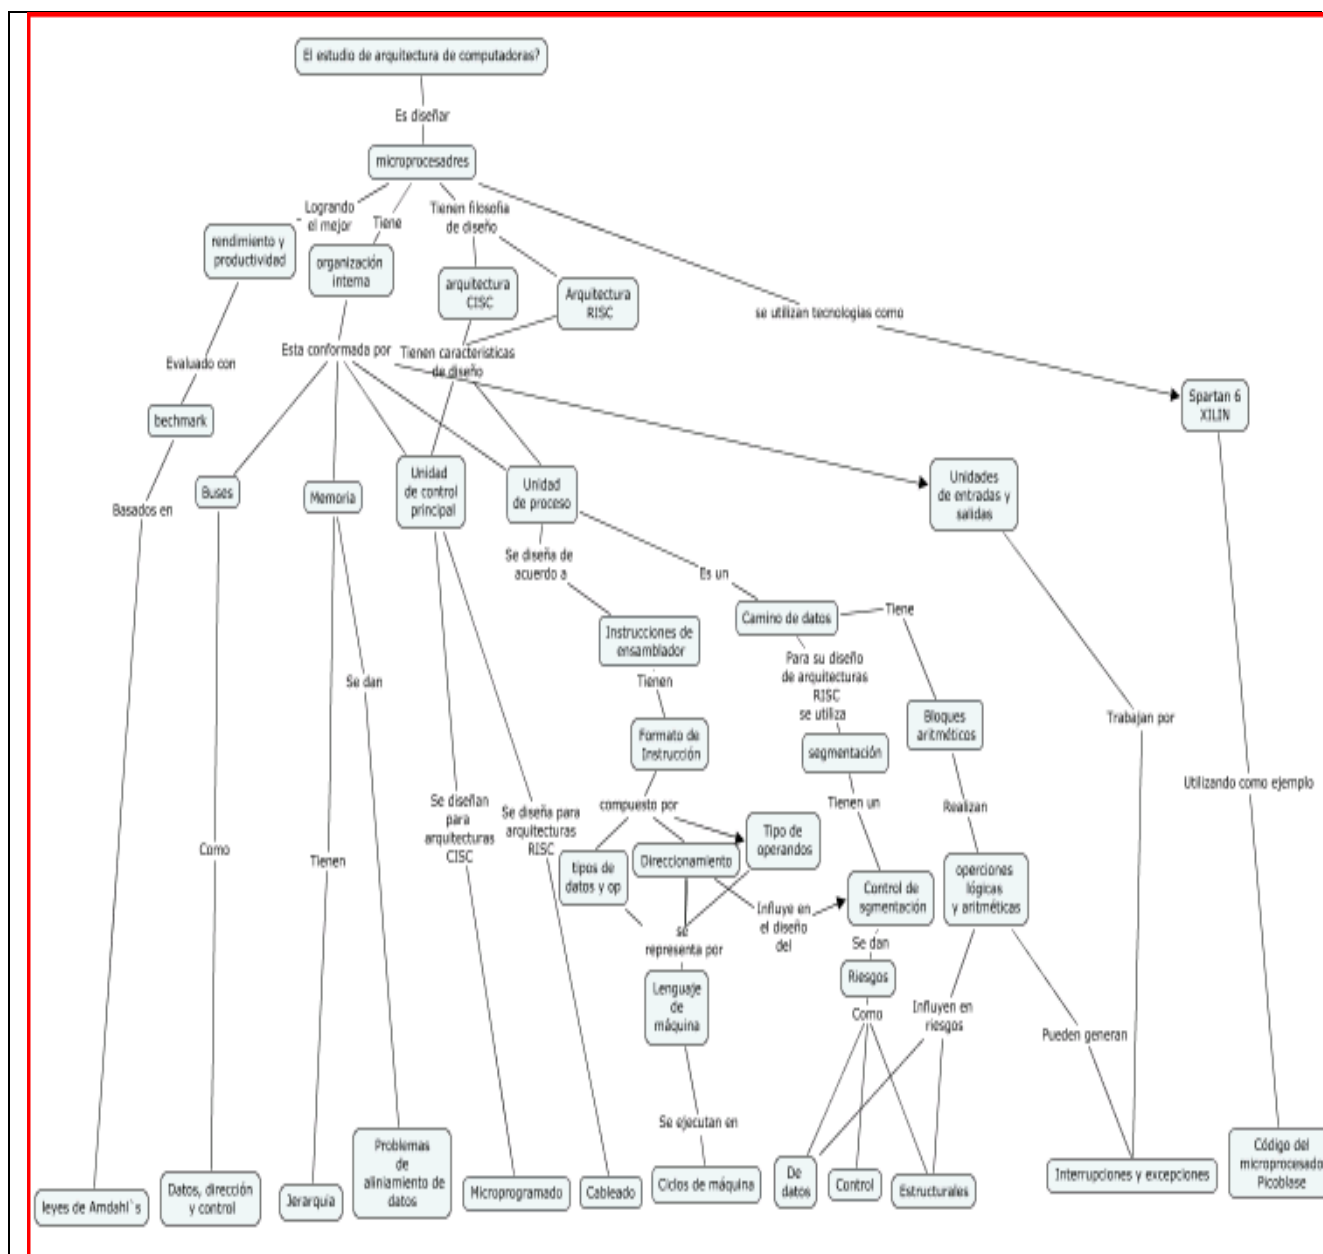 El estudio de arquitectura de computadoras?
Es diseñar
microprocesadres
Logrando
el mejor
Tiene
Tienen filosofia
de diseño
se utilizan tecnologias como
rendimiento y
productividad
organización
interna
arquitectura
CISC
Arquitectura
RISC
Evaluado con
Esta conformada por
Tienen caracteristicas
de diseño
bechmark
Spartan 6
XILIN
Basados en
Buses
Memoria
Unidad
de control
principal
Unidad
de proceso
Unidades
de entradas y
salidas
Se diseña de
acuerdo a
Es un
Camino de datos
Tiene
Instrucciones de
ensamblador
Para su diseño
de arquitecturas
RISC
se utiliza
Se dan
Tienen
Bloques
aritméticos
Trabajan por
Formato de
Instrucción
segmentación
Utilizando como ejemplo
Como
Tienen
Se diseñan
para
arquitecturas
CISC
Se diseña para
arquitecturas
RISC
compuesto por
Tienen un
Realizan
tipos de
datos y op
Direccionamiento
Tipo de
operandos
Influye en
el diseño
del
Control de
sgmentación
operciones
lógicas
y aritméticas
se
representa por
Se dan
Riesgos
Lenguaje
de
máquina
Como
Influyen en
riesgos
Pueden generan
Se ejecutan en
leyes de Amdahl`s
Datos, dirección
y control
Jerarquia
Problemas
de
aliniamiento de
datos
Microprogramado
Cableado
Ciclos de máquina
De
datos
Control
Estructurales
Interrupciones y excepciones
Código del
microprocesado
Picoblase